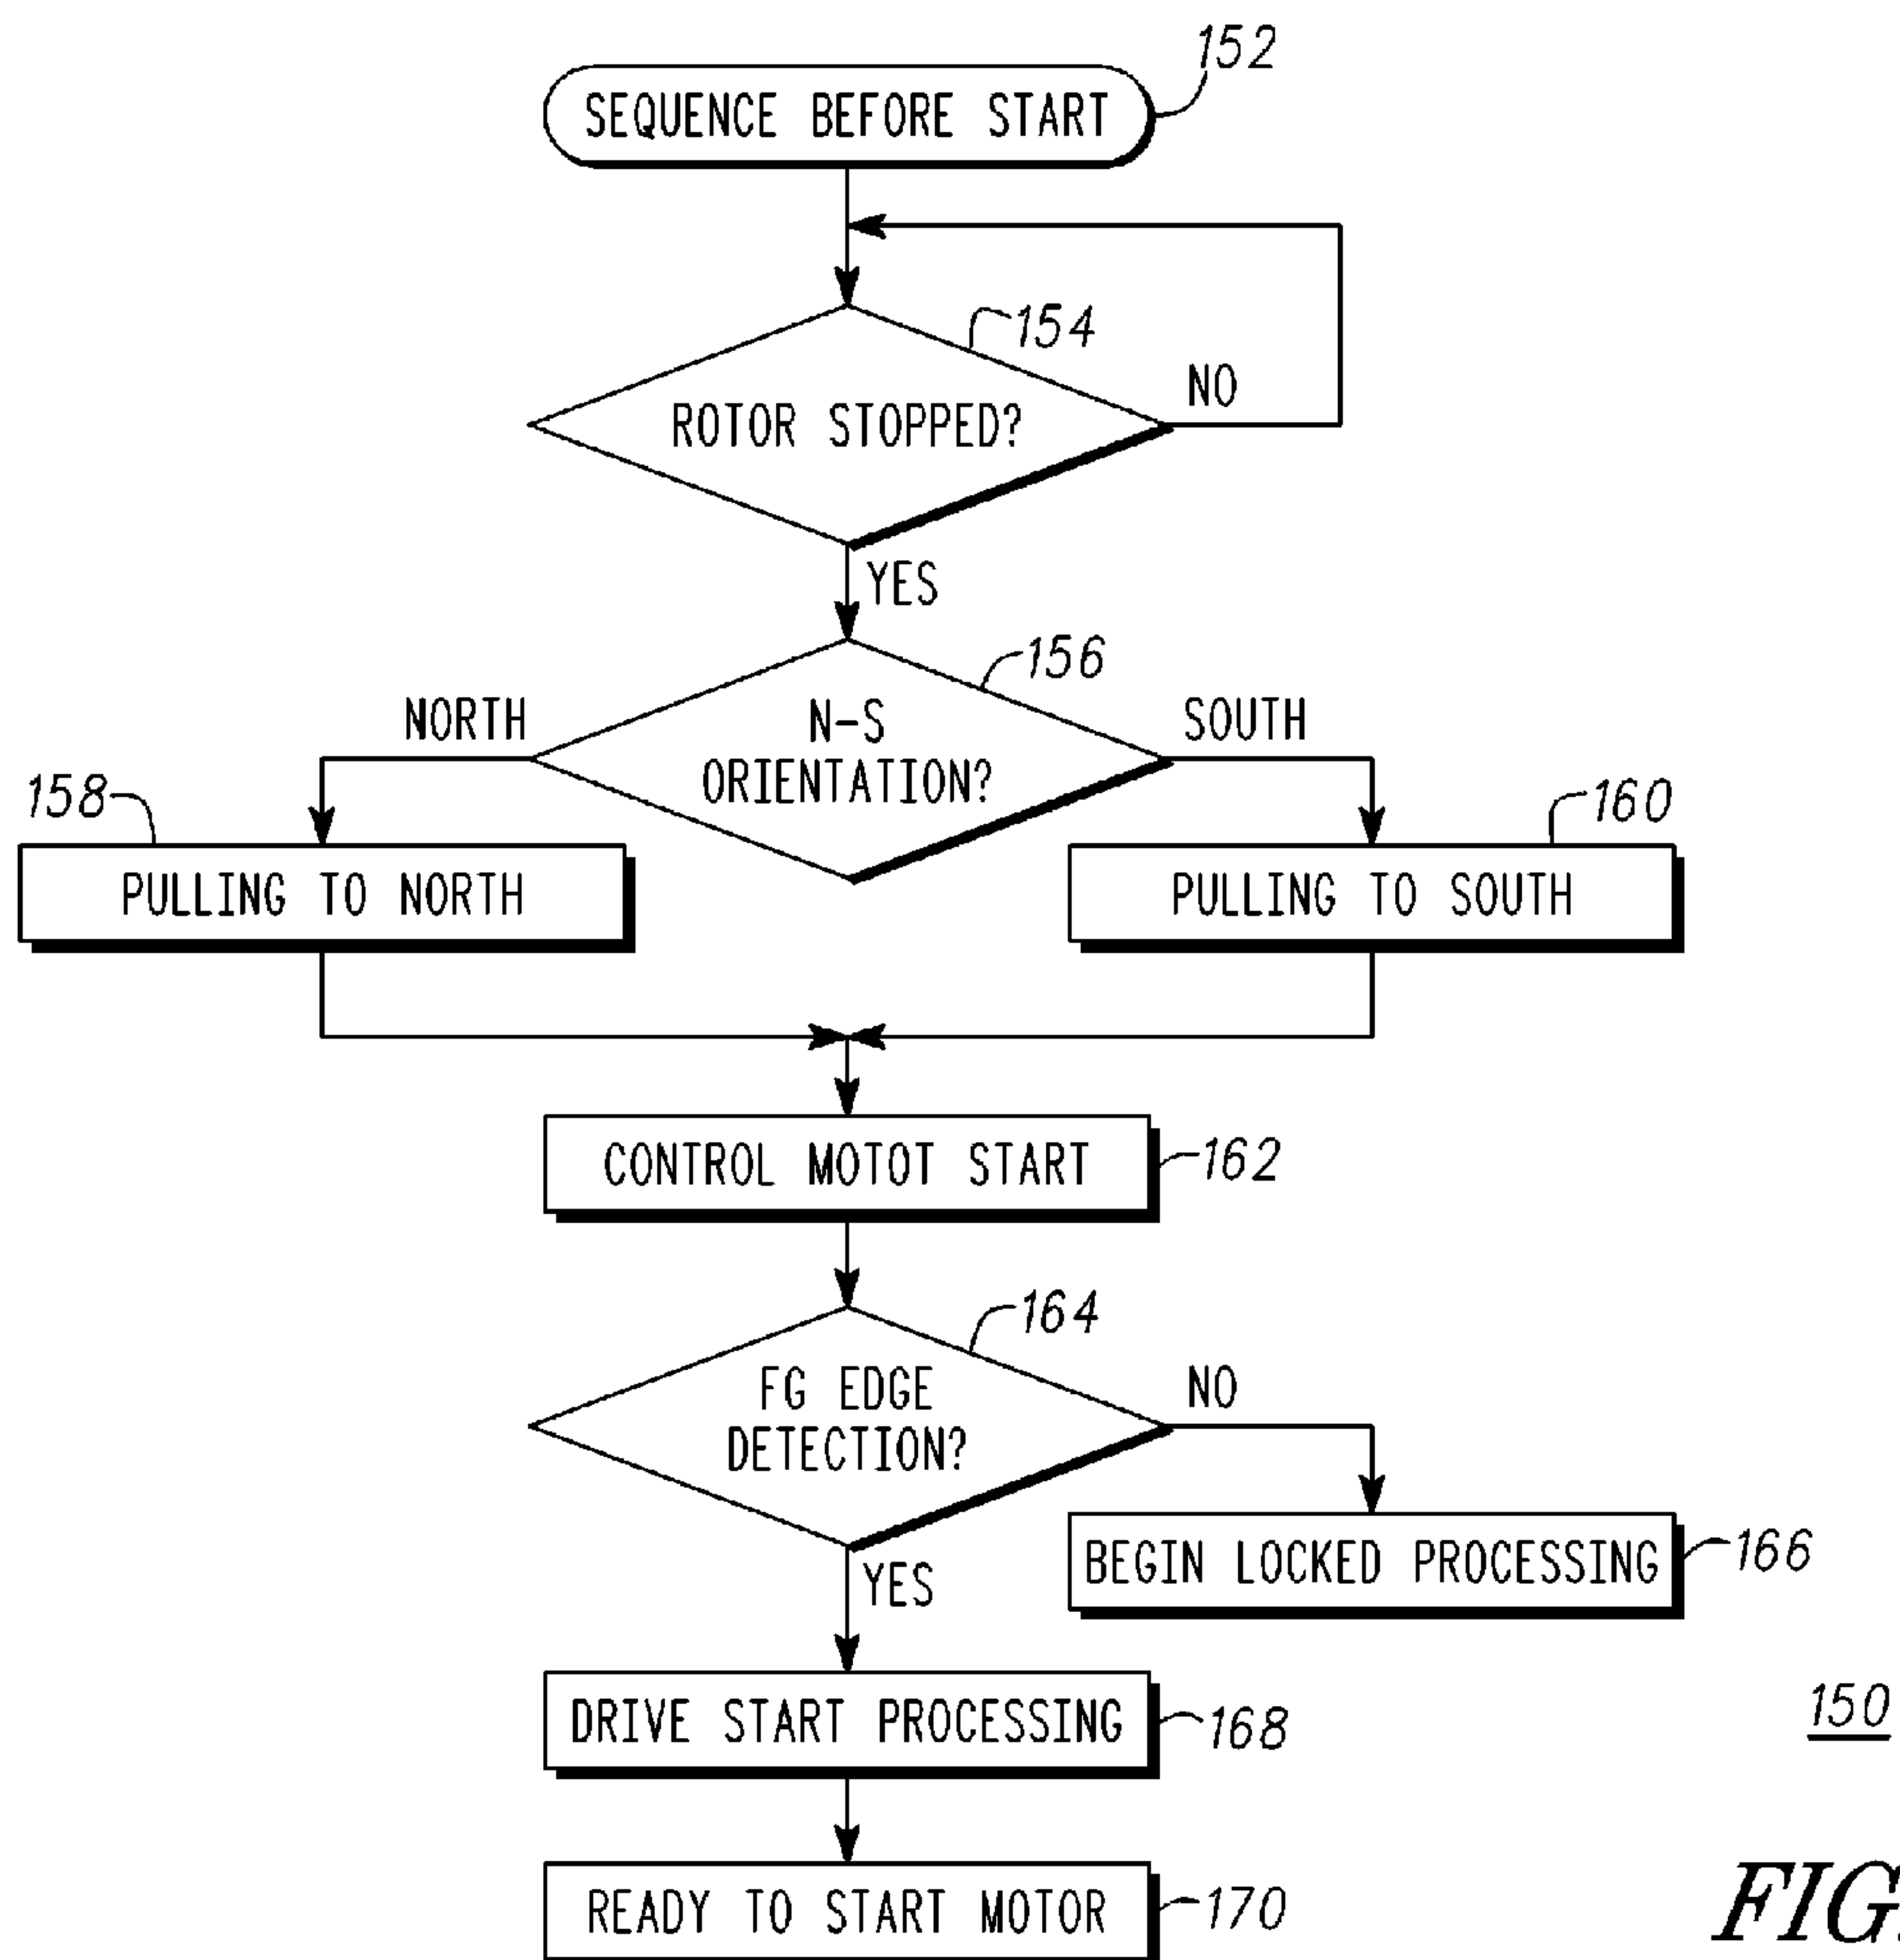 152
SEQUENCE BEFORE START
154
NO
ROTOR STOPPED?
YES
156
NORTH
N-S
ORIENTATION?
SOUTH
158
160
PULLING TO NORTH
PULLING TO SOUTH
CONTROL MOTOT START
162
164
FG EDGE
DETECTION?
NO
BEGIN LOCKED PROCESSING
166
YES
DRIVE START PROCESSING
168
150
READY TO START MOTOR
170
FIG.